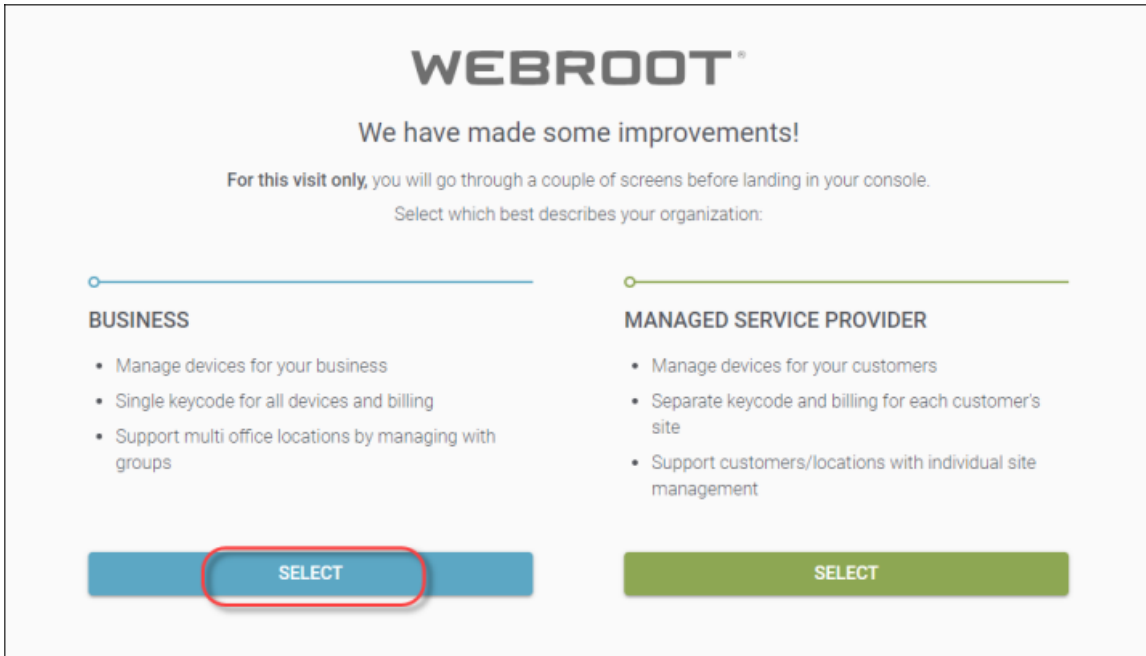 WEBROOT®
We have made some improvements!
For this visit only, you will go through a couple of screens before landing in your console.
Select which best describes your organization:
BUSINESS
• Manage devices for your business
• Single keycode for all devices and billing
• Support multi office locations by managing with
groups
SELECT
MANAGED SERVICE PROVIDER
• Manage devices for your customers
• Separate keycode and billing for each customer's
site
• Support customers/locations with individual site
management
SELECT